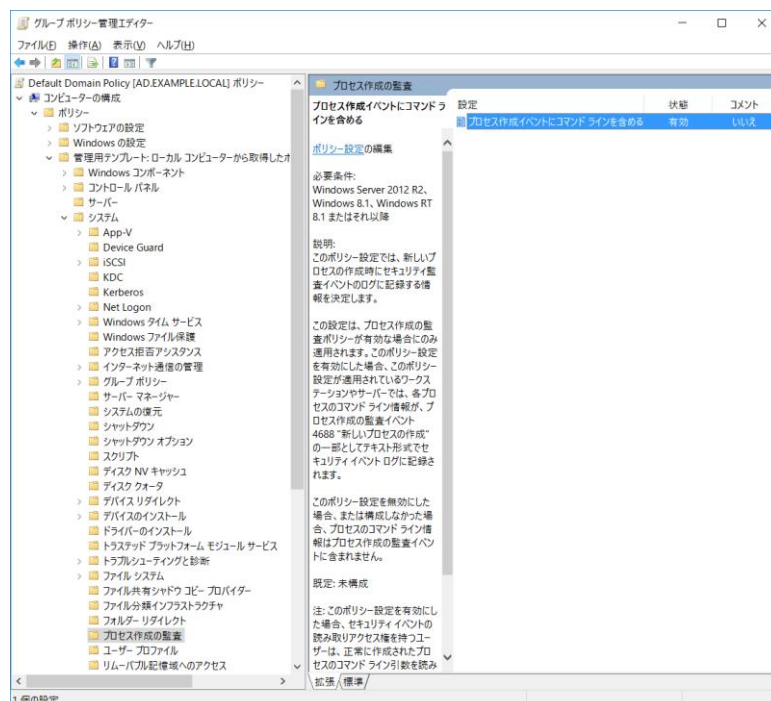 グループ ポリシー管理エディター
ファイル(F) 操作(A) 表示(V) ヘルプ(H)
Default Domain Policy [AD.EXAMPLE.LOCAL] ポリシー
コンピューターの構成
ポリシー
ソフトウェアの設定
Windows の設定
管理用テンプレート: ローカル コンピューターから取得したポ
Windows コンポーネント
コントロール パネル
サーバー
システム
App-V
Device Guard
iSCSI
KDC
Kerberos
Net Logon
Windows タイム サービス
Windows ファイル保護
アクセス拒否アシスタンス
インターネット通信の管理
グループ ポリシー
サーバー マネージャー
システムの復元
シャットダウン
シャットダウン オプション
スクリプト
ディスク NV キャッシュ
ディスク クォータ
デバイス リダイレクト
デバイスのインストール
ドライバーのインストール
トラステッド プラットフォーム モジュール サービス
トラブルシューティングと診断
ファイル システム
ファイル共有シャドウ コピー プロバイダー
ファイル分類インフラストラクチャ
フォルダー リダイレクト
プロセス作成の監査
ユーザー プロファイル
リムーバブル記憶域へのアクセス
プロセス作成の監査
プロセス作成イベントにコマンド ラ
インを含める
ポリシー設定の編集
必要条件:
Windows Server 2012 R2、
Windows 8.1、Windows RT
8.1 またはそれ以降
説明:
このポリシー設定では、新しいプ
ロセスの作成時にセキュリティ監
査イベントのログに記録する情
報を決定します。
この設定は、プロセス作成の監
査ポリシーが有効な場合にのみ
適用されます。このポリシー設定
を有効にした場合、このポリシー
設定が適用されているワークス
テーションやサーバーでは、各プロ
セスのコマンド ライン情報が、プ
ロセス作成の監査イベント
4688 "新しいプロセスの作成"
の一部としてテキスト形式でセ
キュリティ イベント ログに記録さ
れます。
このポリシー設定を無効にした
場合、または構成しなかった場
合、プロセスのコマンド ライン情
報はプロセス作成の監査イベン
トに含まれません。
既定: 未構成
注: このポリシー設定を有効にし
た場合、セキュリティ イベントの
読み取りアクセス権を持つユー
ザーは、正常に作成されたプロ
セスのコマンド ライン引数を読み
設定 状態 コメント
プロセス作成イベントにコマンド ラインを含める 有効 いいえ
拡張 標準
1 個の設定